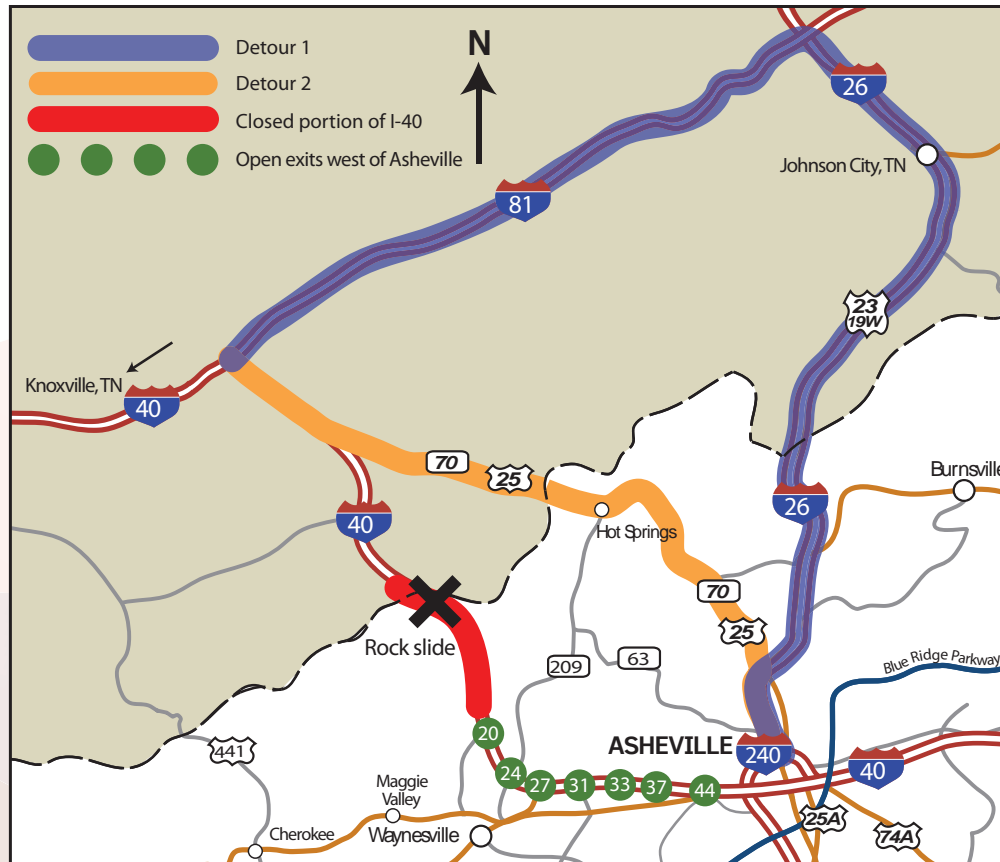 Detour 1
Detour 2
Closed portion of I-40
Open exits west of Asheville
N
26
Johnson City, TN
81
23
19W
Knoxville, TN
40
70
25
26
Burnsville
40
Hot Springs
70
25
Rock slide
209
63
Blue Ridge Parkway
20
ASHEVILLE
240
40
441
24
27
31
33
37
44
Maggie
Valley
Waynesville
Cherokee
25A
74A